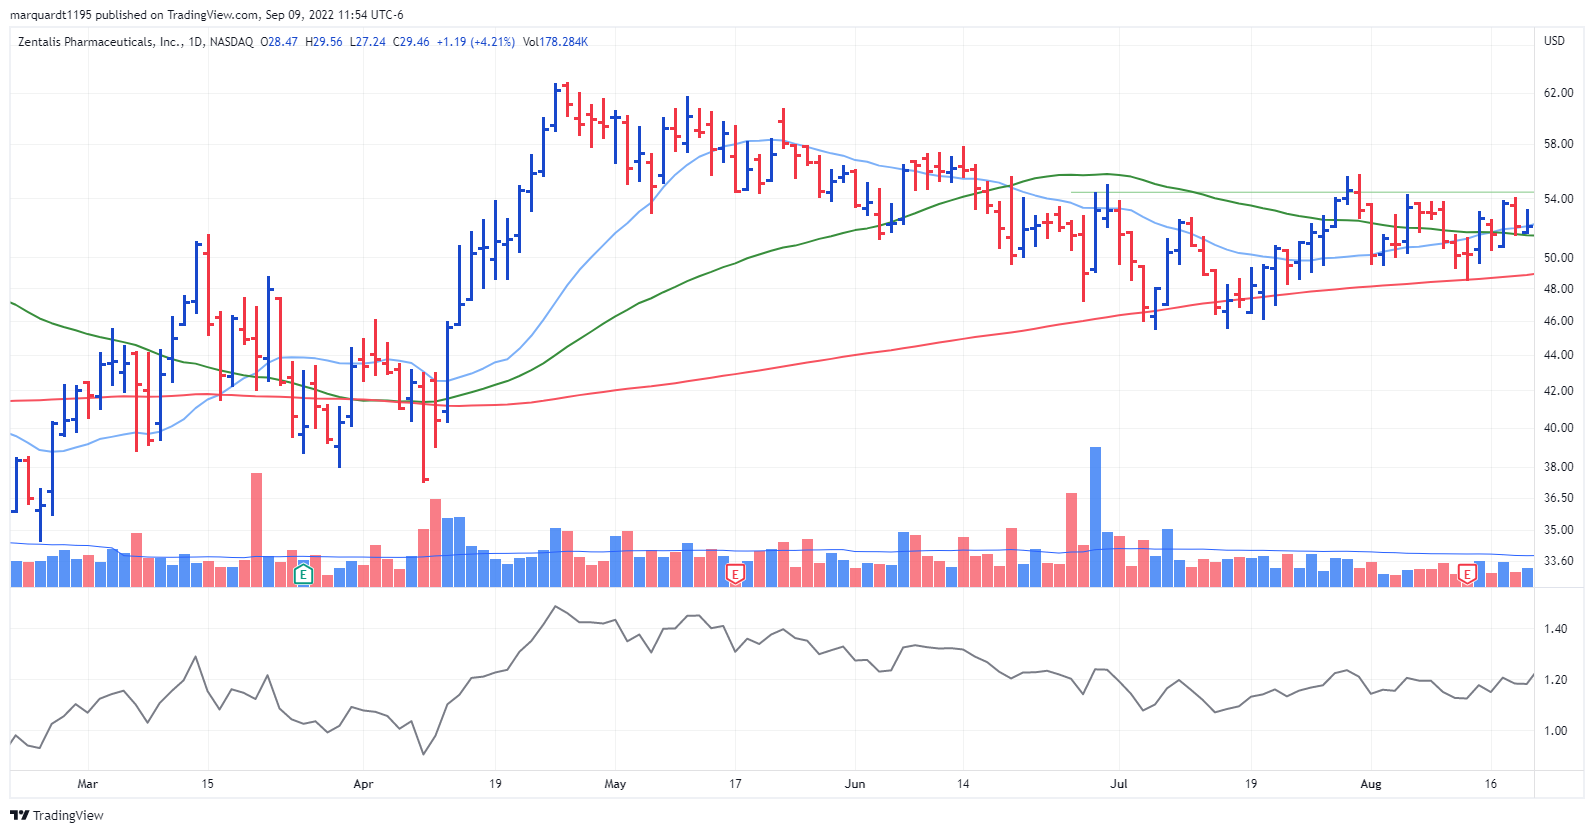 marquardt1195 published on TradingView.com, Sep 09, 2022 11:54 UTC-6
Zentalis Pharmaceuticals, Inc., 1D, NASDAQ O28.47 H29.56 L27.24 C29.46 +1.19 (+4.21%) Vol178.284K
USD
62.00
58.00
54.00
50.00
48.00
46.00
44.00
42.00
40.00
38.00
36.50
35.00
33.60
E E E
1.40
1.20
1.00
Mar 15 Apr 19 May 17 Jun 14 Jul 19 Aug 16
TradingView